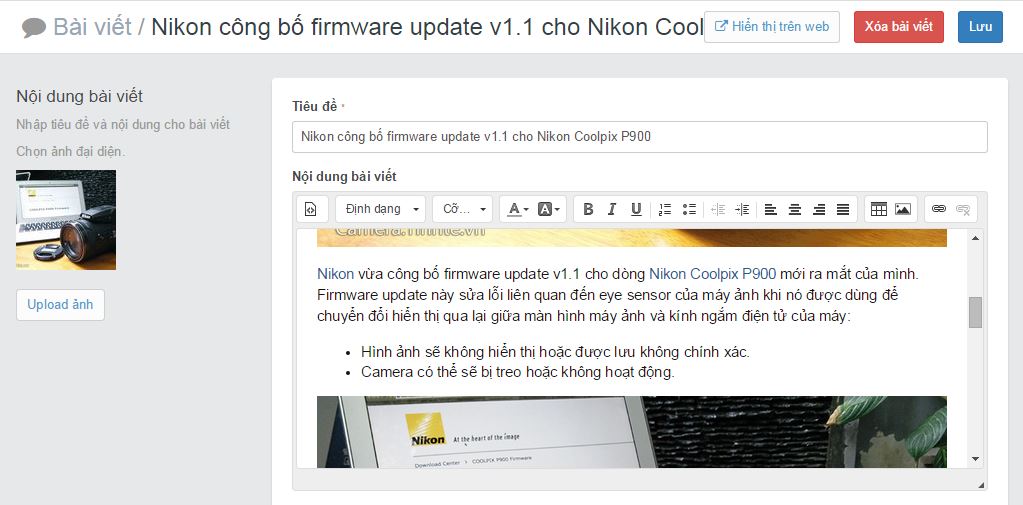 Bài viết / Nikon công bố firmware update v1.1 cho Nikon Cool
Hiển thị trên web
Xóa bài viết
Lưu
Nội dung bài viết
Nhập tiêu đề và nội dung cho bài viết
Chọn ảnh đại diện.
Upload ảnh
Tiêu đề *
Nikon công bố firmware update v1.1 cho Nikon Coolpix P900
Nội dung bài viết
Định dạng
Cỡ...
A A B I U
Camera.tinhte.vn
Nikon vừa công bố firmware update v1.1 cho dòng Nikon Coolpix P900 mới ra mắt của mình.
Firmware update này sửa lỗi liên quan đến eye sensor của máy ảnh khi nó được dùng để
chuyển đổi hiển thị qua lại giữa màn hình máy ảnh và kính ngắm điện tử của máy:
• Hình ảnh sẽ không hiển thị hoặc được lưu không chính xác.
• Camera có thể sẽ bị treo hoặc không hoạt động.
Nikon
At the heart of the image
Download Center > COOLPIX P900 Firmware